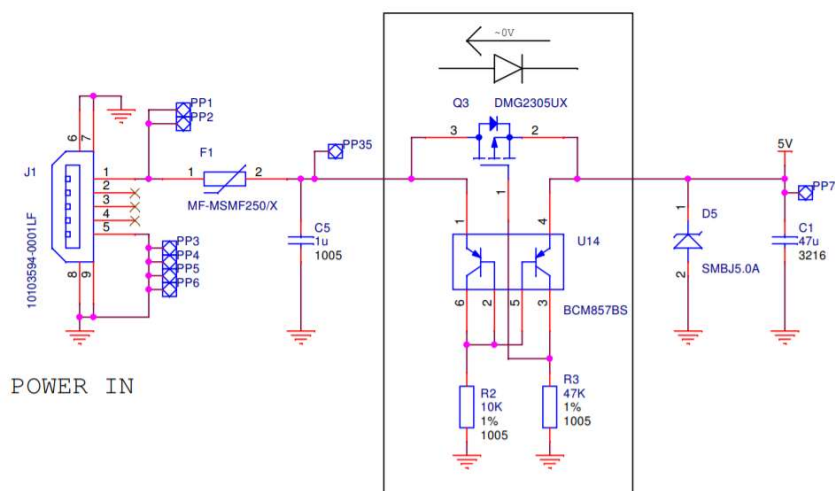 ~0V
Q3 DMG2305UX
3 2
1
PP1
PP2
PP35
6 7
J1
10103594-0001LF
1
2
3
4
5
8 9
F1
1 2
MF-MSMF250/X
PP3
PP4
PP5
PP6
C5
1u
1005
1 4
U14
BCM857BS
6 2 5 3
R2
10K
1%
1005
R3
47K
1%
1005
5V
PP7
1
D5
2
SMBJ5.0A
C1
47u
3216
POWER IN